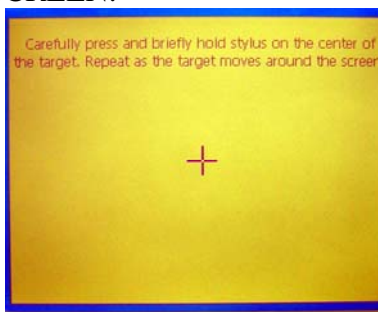 Carefully press and briefly hold stylus on the center of
the target. Repeat as the target moves around the screen